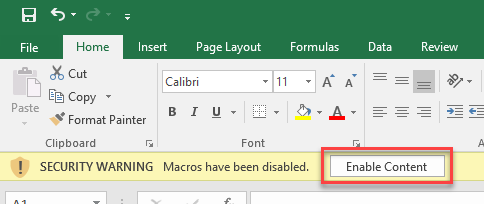 File Home Insert Page Layout Formulas Data Review
Cut
Calibri 11 A A
Copy
Paste
Format Painter
B I U A
Clipboard Font
SECURITY WARNING Macros have been disabled. Enable Content
A1 fx